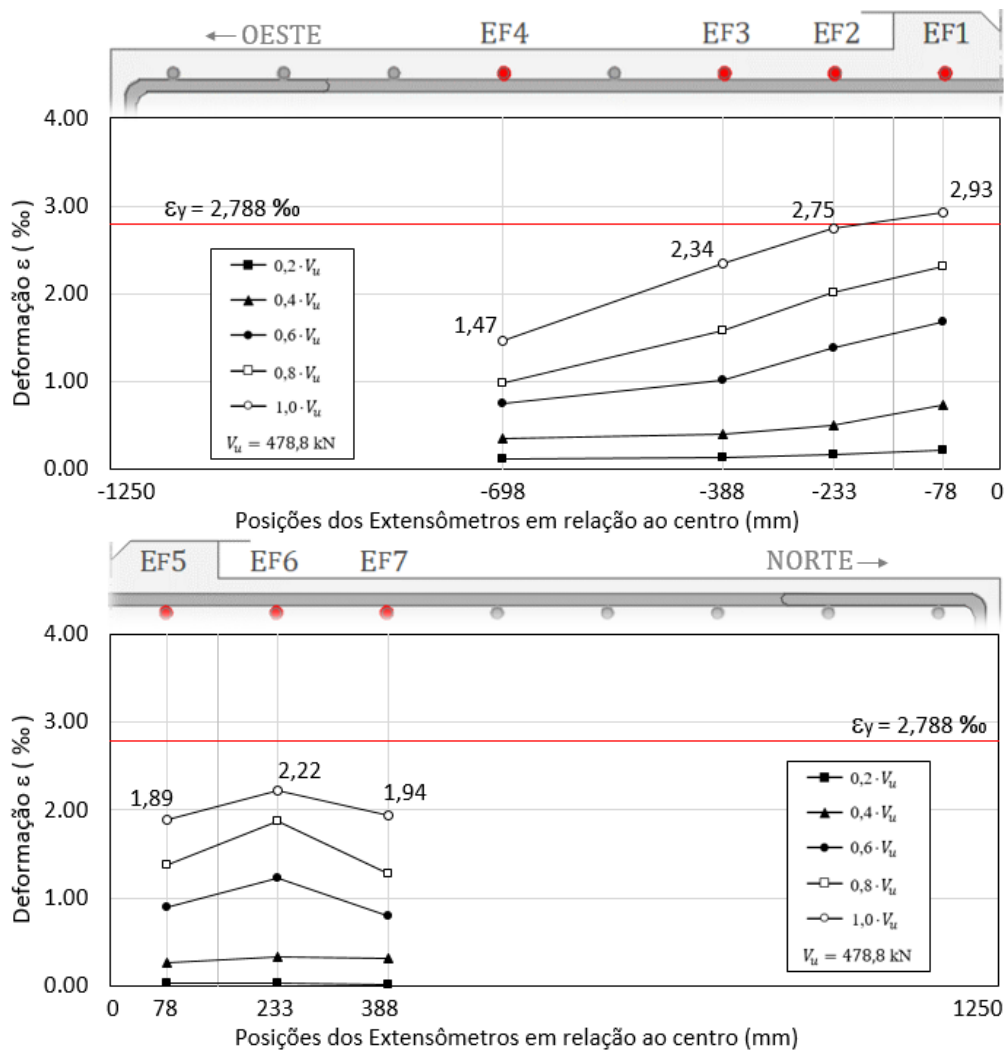 ← OESTE EF4 EF3 EF2 EF1
4.00
3.00
2.00
1.00
0.00
Deformação ε ( ‰)
εy = 2,788 ‰
2,93
2,75
2,34
1,47
0,2·Vu
0,4·Vu
0,6·Vu
0,8·Vu
1,0·Vu
Vu = 478,8 kN
-1250 -698 -388 -233 -78 0
Posições dos Extensômetros em relação ao centro (mm)
EF5 EF6 EF7 NORTE →
4.00
3.00
2.00
1.00
0.00
Deformação ε ( ‰)
εy = 2,788 ‰
1,89 2,22 1,94
0,2·Vu
0,4·Vu
0,6·Vu
0,8·Vu
1,0·Vu
Vu = 478,8 kN
0 78 233 388 1250
Posições dos Extensômetros em relação ao centro (mm)